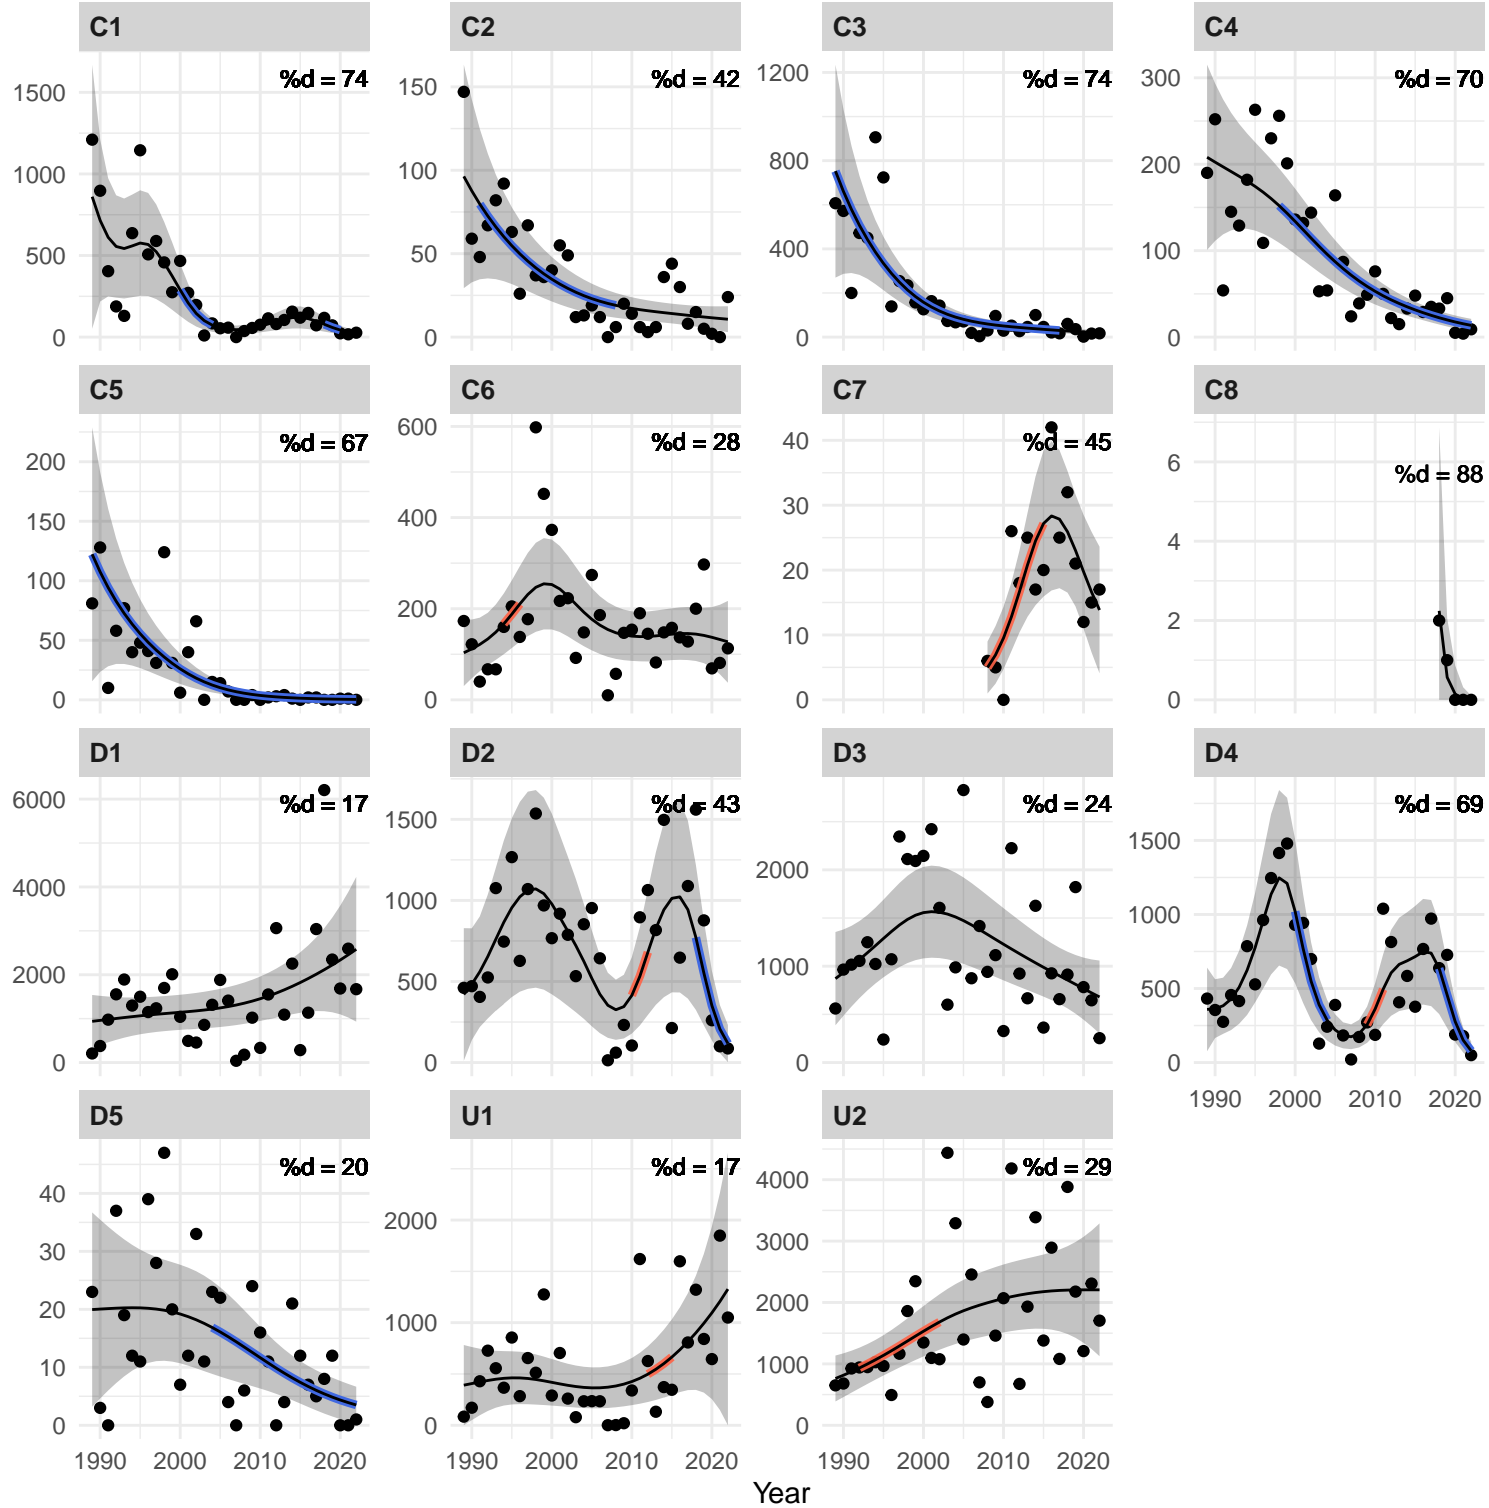 C1
%d = 74
1500
1000
500
0
C2
%d = 42
150
100
50
0
C3
%d = 74
1200
800
400
0
C4
%d = 70
300
200
100
0
C5
%d = 67
200
150
100
50
0
C6
%d = 28
600
400
200
0
C7
%d = 45
40
30
20
10
0
C8
%d = 88
6
4
2
0
D1
%d = 17
6000
4000
2000
0
D2
%d = 43
1500
1000
500
0
D3
%d = 24
2000
1000
0
D4
%d = 69
1500
1000
500
0
1990 2000 2010 2020
D5
%d = 20
40
30
20
10
0
1990 2000 2010 2020
U1
%d = 17
2000
1000
0
1990 2000 2010 2020
U2
%d = 29
4000
3000
2000
1000
0
1990 2000 2010 2020
Year